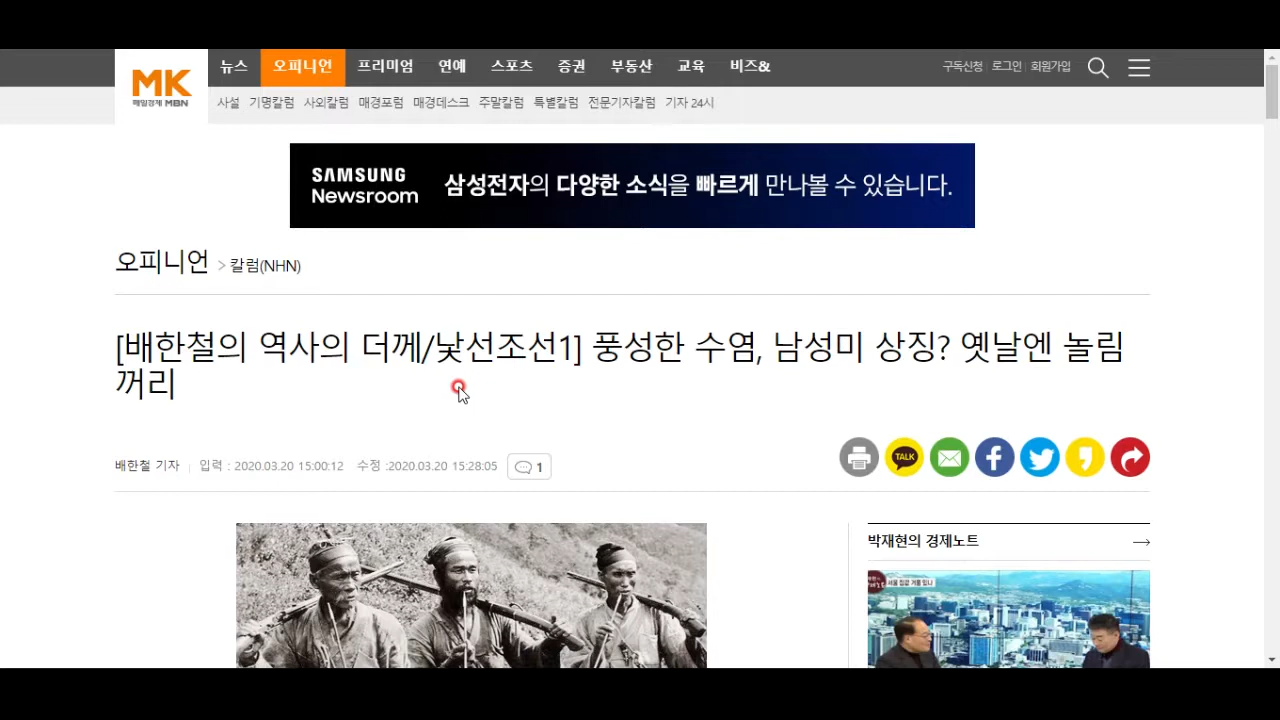 뉴스 오피니언 프리미엄 연예 스포츠 증권 부동산 교육 비즈& 구독신청 로그인 회원가입
MK
매일경제 MBN
사설 기명칼럼 사외칼럼 매경포럼 매경데스크 주말칼럼 특별칼럼 전문기자칼럼 기자 24시
SAMSUNG
Newsroom
삼성전자의 다양한 소식을 빠르게 만나볼 수 있습니다.
오피니언 > 칼럼(NHN)
[배한철의 역사의 더께/낯선조선1] 풍성한 수염, 남성미 상징? 옛날엔 놀림
꺼리
배한철 기자 입력 : 2020.03.20 15:00:12 수정 :2020.03.20 15:28:05 1
TALK
박재현의 경제노트
서울 집값 거품 있나